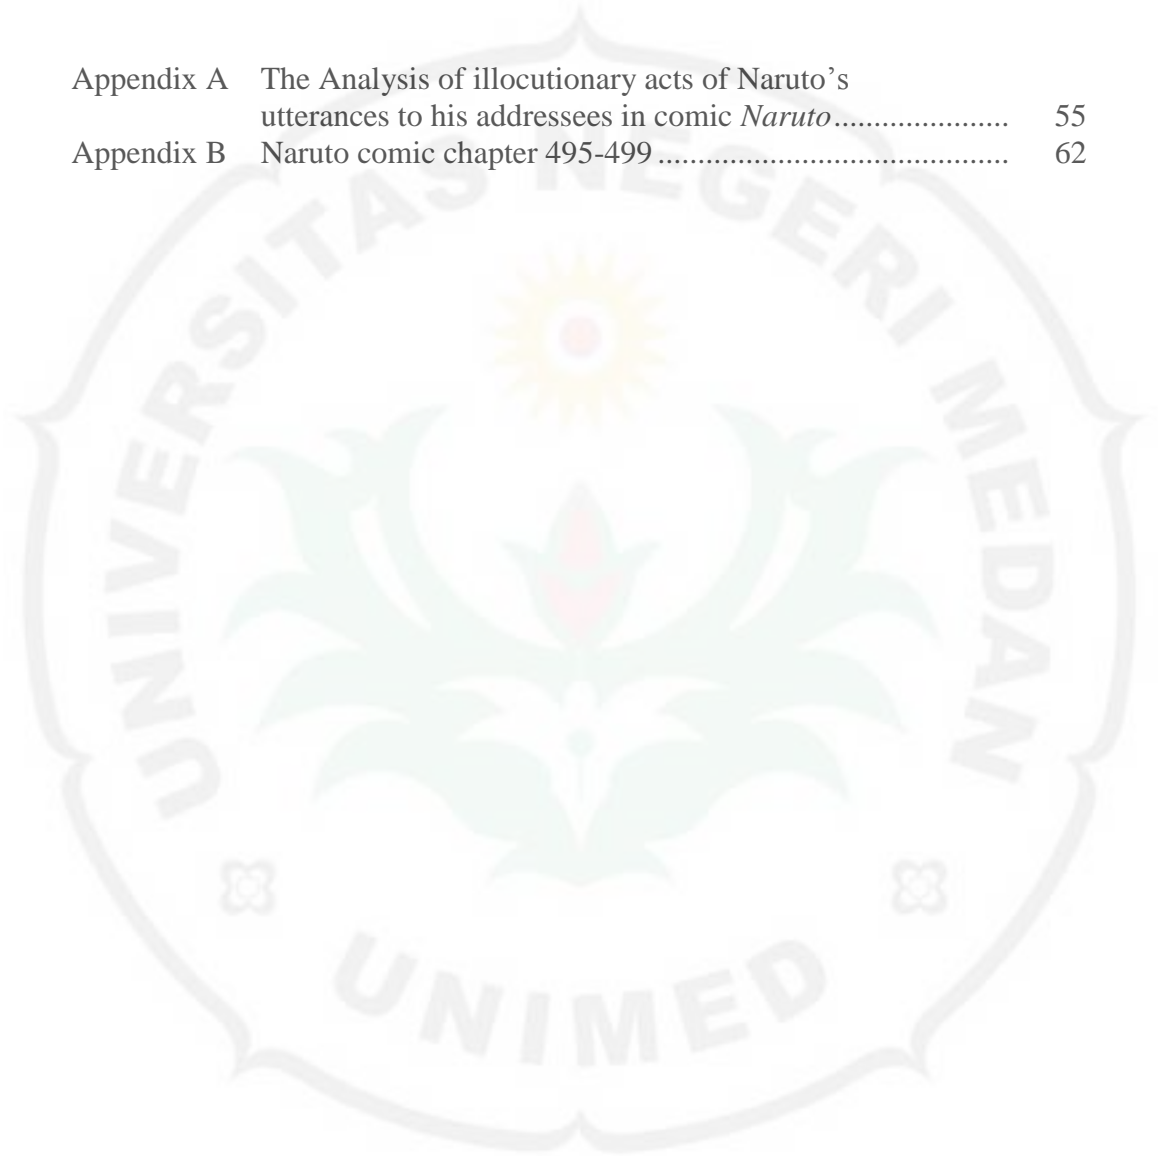 Appendix A The Analysis of illocutionary acts of Naruto’s
utterances to his addressees in comic Naruto..................... 55
Appendix B Naruto comic chapter 495-499............................................ 62
UNIVERSITAS NEGERI MEDAN
UNIMED